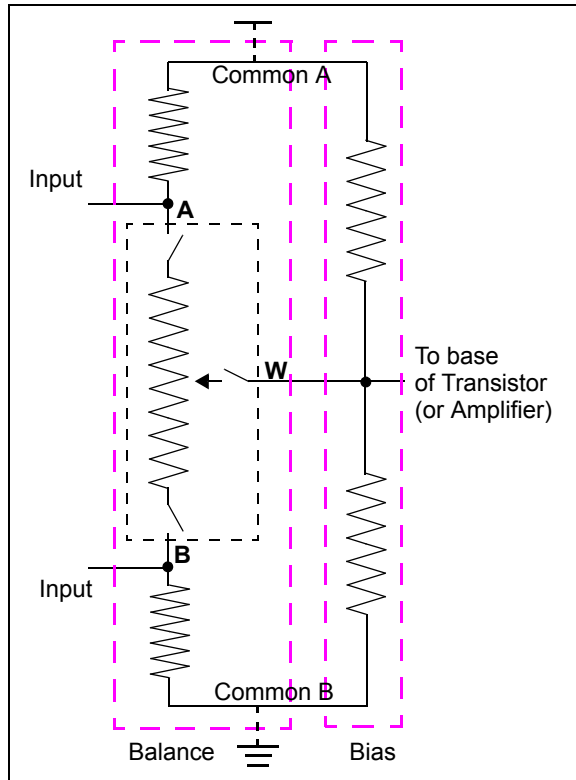 Common A
Input
A
W
To base
of Transistor
(or Amplifier)
B
Input
Common B
Balance
Bias